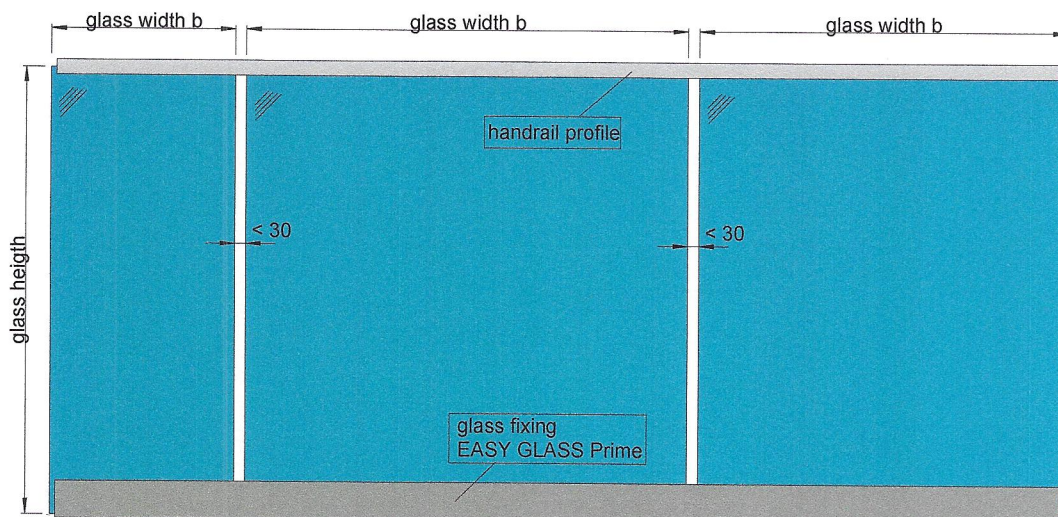 glass width b
glass width b
glass width b
handrail profile
< 30
< 30
glass heigth
glass fixing
EASY GLASS Prime